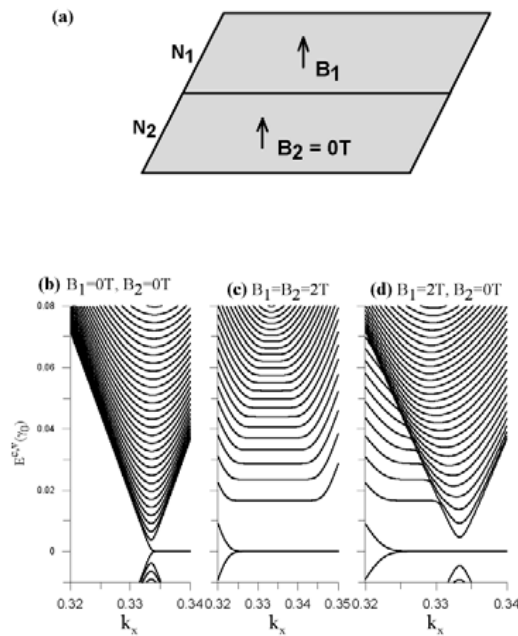 (a)
N1
B1
N2
B2 = 0T
(b) B1=0T, B2=0T
(c) B1=B2=2T
(d) B1=2T, B2=0T
0.08
0.06
0.04
0.02
0
E^c,v(γ0)
0.32 0.33 0.34
0.32 0.33 0.34 0.35
0.32 0.33 0.34
kx
kx
kx